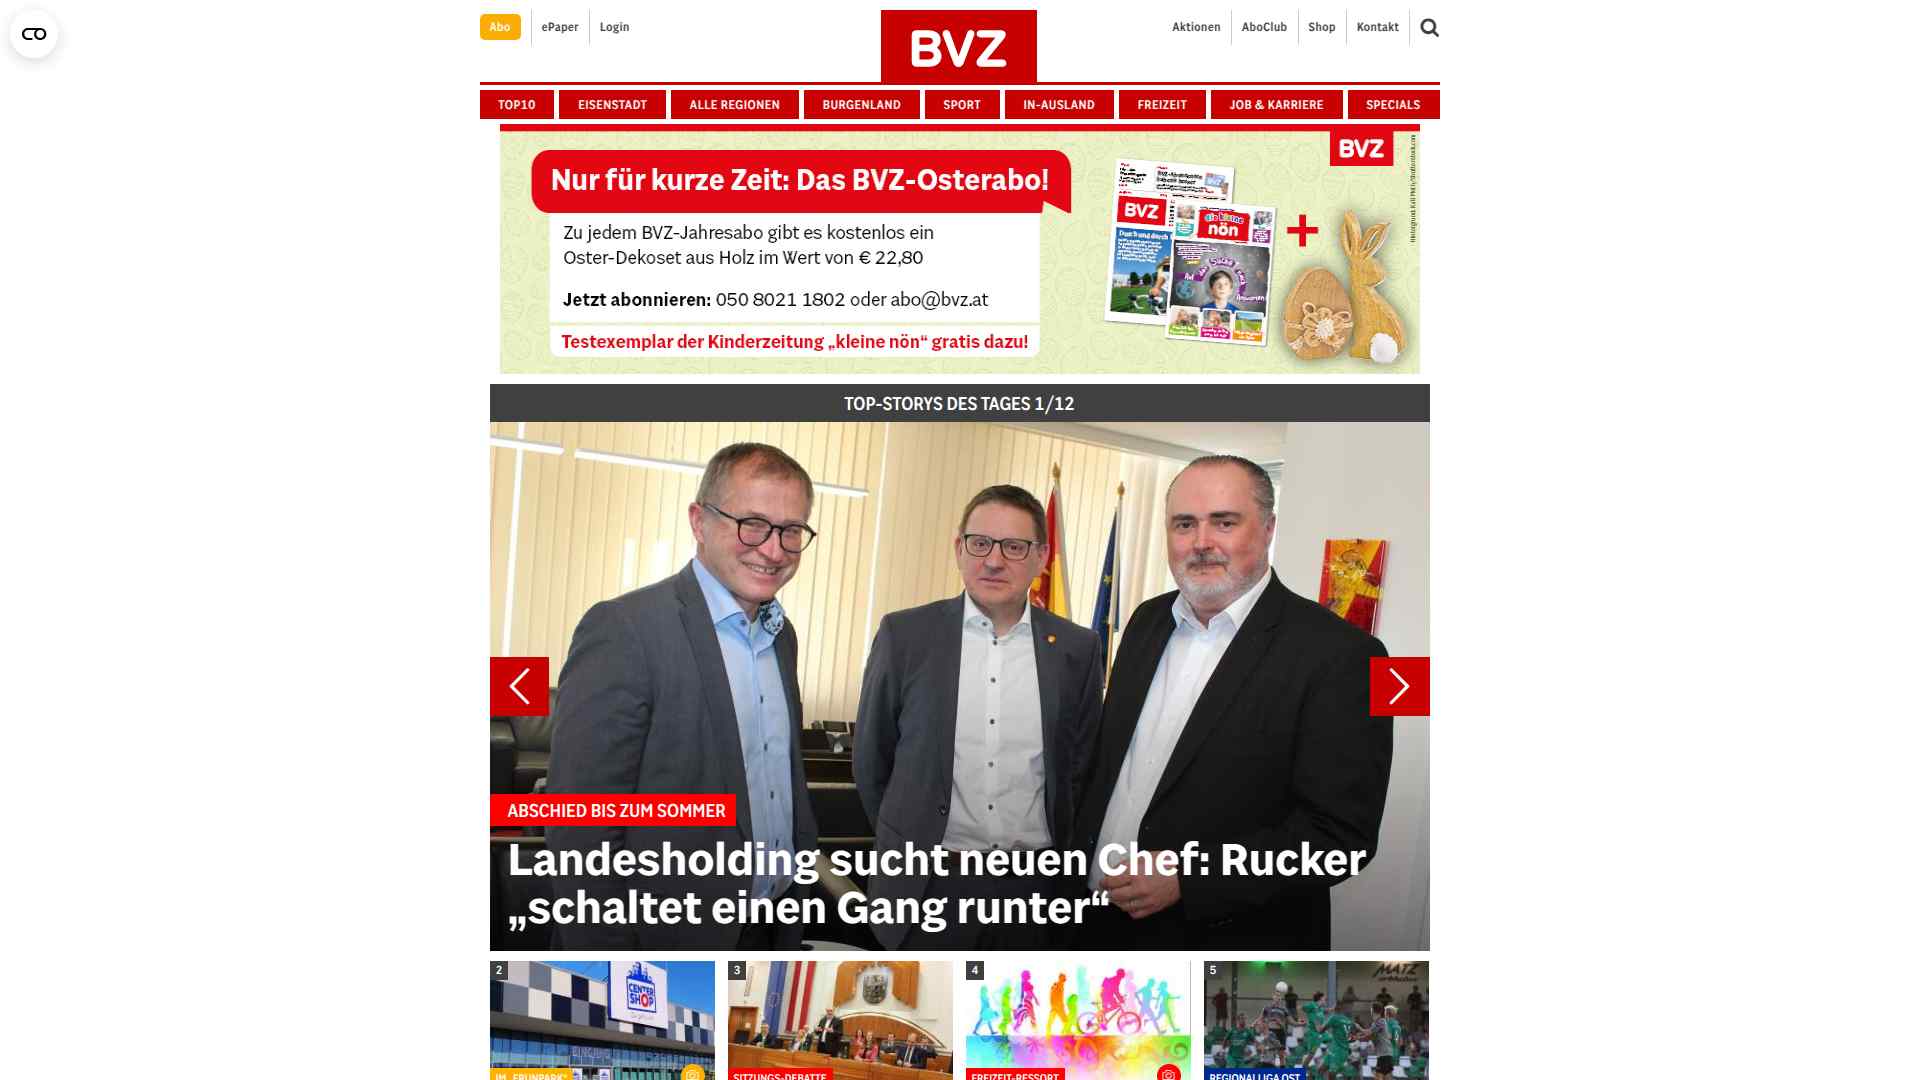 Abo
ePaper
Login
BVZ
Aktionen
AboClub
Shop
Kontakt
TOP10
EISENSTADT
ALLE REGIONEN
BURGENLAND
SPORT
IN-AUSLAND
FREIZEIT
JOB & KARRIERE
SPECIALS
Nur für kurze Zeit: Das BVZ-Osterabo!
Zu jedem BVZ-Jahresabo gibt es kostenlos ein
Oster-Dekoset aus Holz im Wert von € 22,80
Jetzt abonnieren: 050 8021 1802 oder abo@bvz.at
Testexemplar der Kinderzeitung „kleine nön“ gratis dazu!
BVZ
BVZ
die kleine
nön
+
TOP-STORYS DES TAGES 1/12
ABSCHIED BIS ZUM SOMMER
Landesholding sucht neuen Chef: Rucker
„schaltet einen Gang runter“
2
CENTER
SHOP
IM „ERUNPARK“
3
SITZUNGS-DEBATTE
4
FREIZEIT-RESSORT
5
MATZ
REGIONALLIGA OST